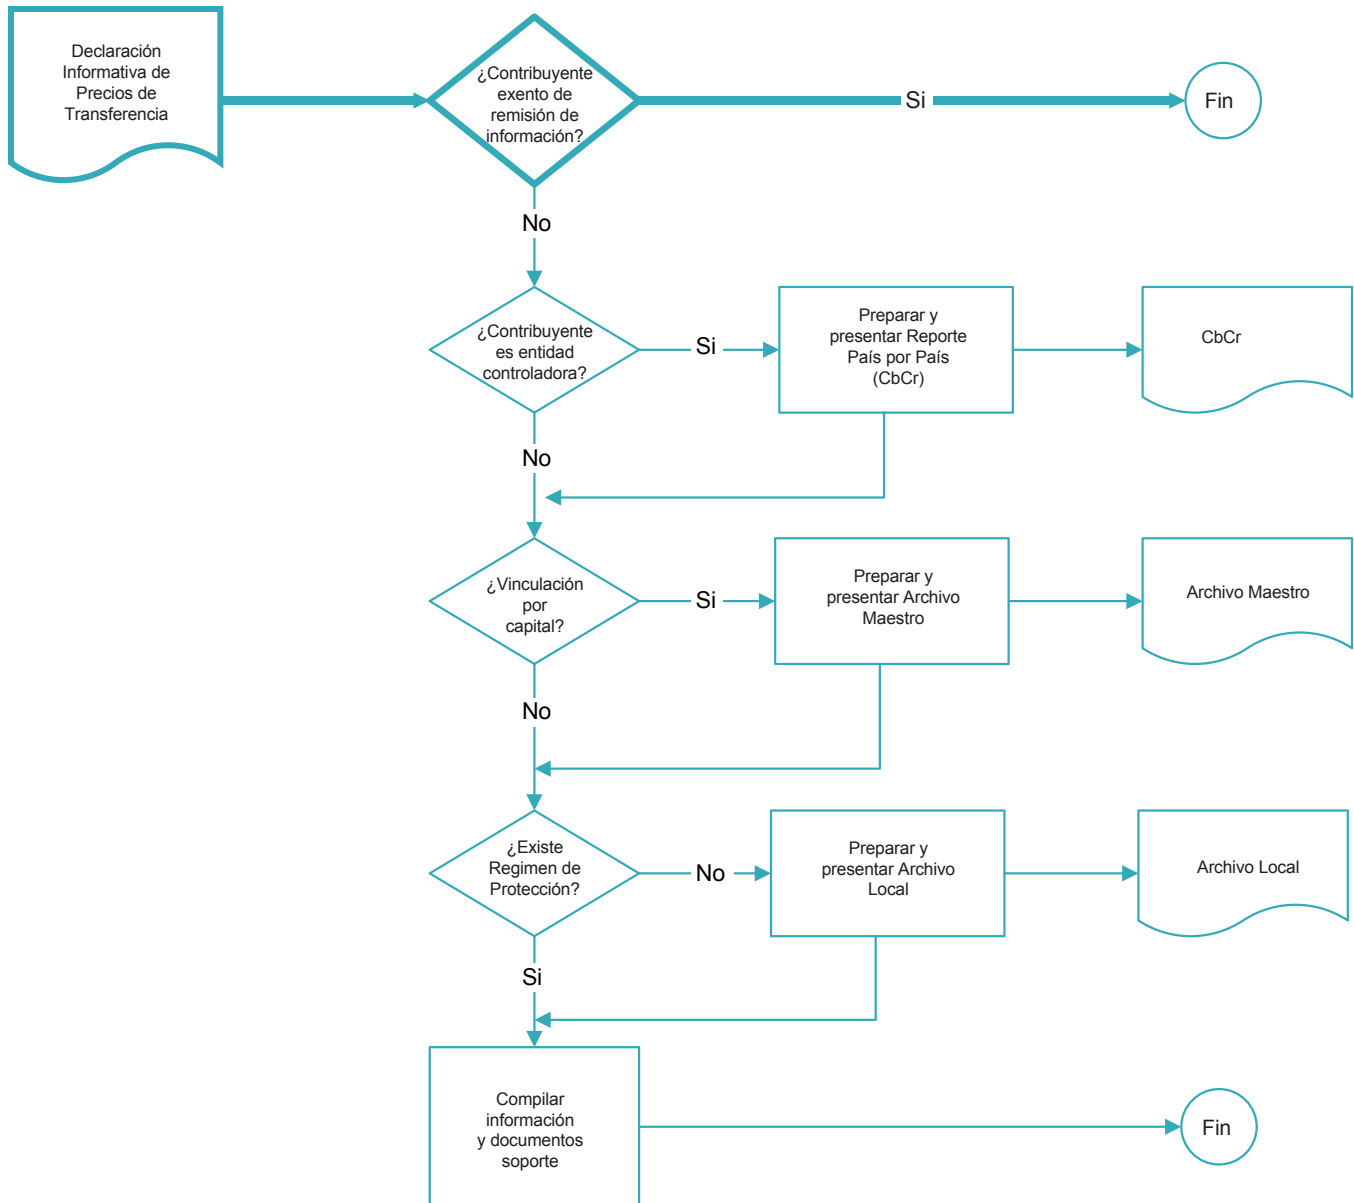 Declaración
Informativa de
Precios de
Transferencia
¿Contribuyente
exento de
remisión de
información?
Si
Fin
No
¿Contribuyente
es entidad
controladora?
Si
Preparar y
presentar Reporte
País por País
(CbCr)
CbCr
No
¿Vinculación
por
capital?
Si
Preparar y
presentar Archivo
Maestro
Archivo Maestro
No
¿Existe
Regimen de
Protección?
No
Preparar y
presentar Archivo
Local
Archivo Local
Si
Compilar
información
y documentos
soporte
Fin